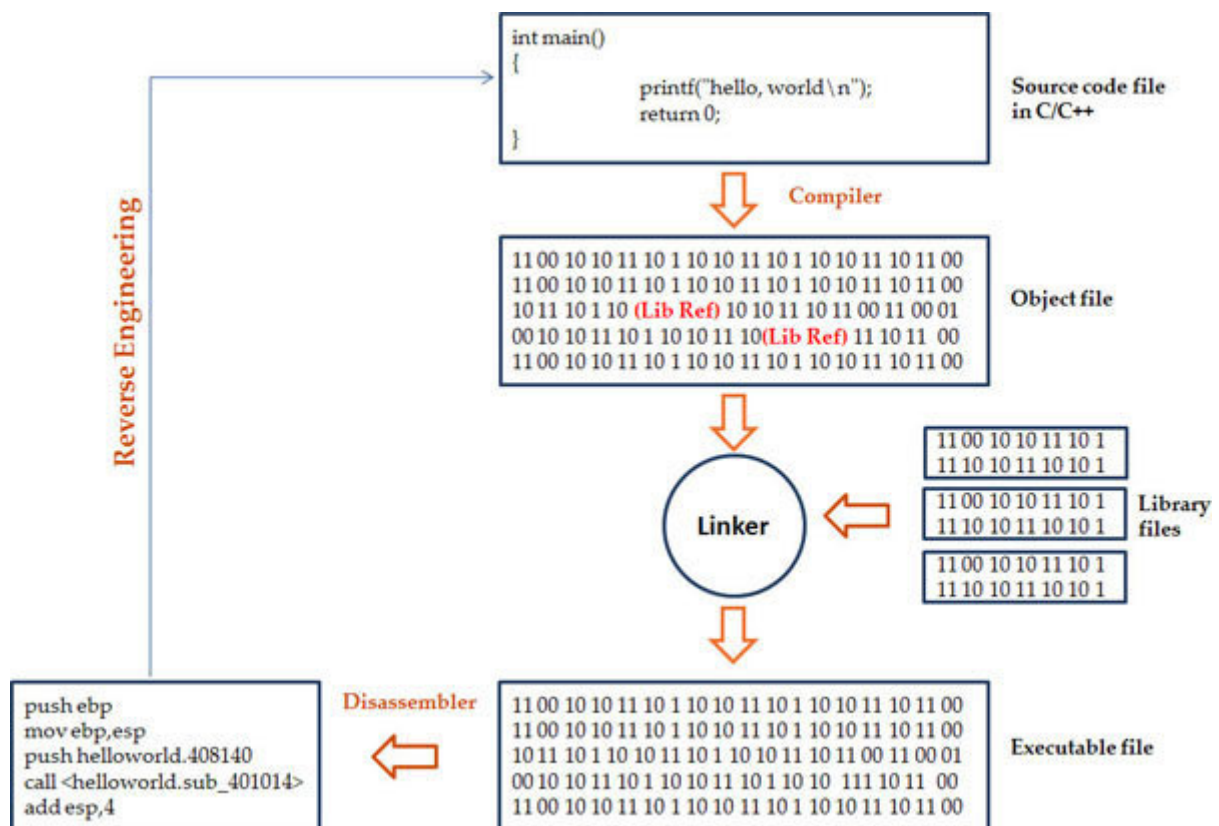 int main()
{
printf("hello, world\n");
return 0;
}
Source code file
in C/C++
Compiler
11 00 10 10 11 10 1 10 10 11 10 1 10 10 11 10 11 00
11 00 10 10 11 10 1 10 10 11 10 1 10 10 11 10 11 00
10 11 10 1 10 (Lib Ref) 10 10 11 10 11 00 11 00 01
00 10 10 11 10 1 10 10 11 10(Lib Ref) 11 10 11 00
11 00 10 10 11 10 1 10 10 11 10 1 10 10 11 10 11 00
Object file
Reverse Engineering
Linker
11 00 10 10 11 10 1
11 10 10 11 10 10 1
11 00 10 10 11 10 1
11 10 10 11 10 10 1
11 00 10 10 11 10 1
11 10 10 11 10 10 1
Library
files
push ebp
mov ebp,esp
push helloworld.408140
call <helloworld.sub_401014>
add esp,4
Disassembler
11 00 10 10 11 10 1 10 10 11 10 1 10 10 11 10 11 00
11 00 10 10 11 10 1 10 10 11 10 1 10 10 11 10 11 00
10 11 10 1 10 10 11 10 1 10 10 11 10 11 00 11 00 01
00 10 10 11 10 1 10 10 11 10 1 10 10 111 10 11 00
11 00 10 10 11 10 1 10 10 11 10 1 10 10 11 10 11 00
Executable file